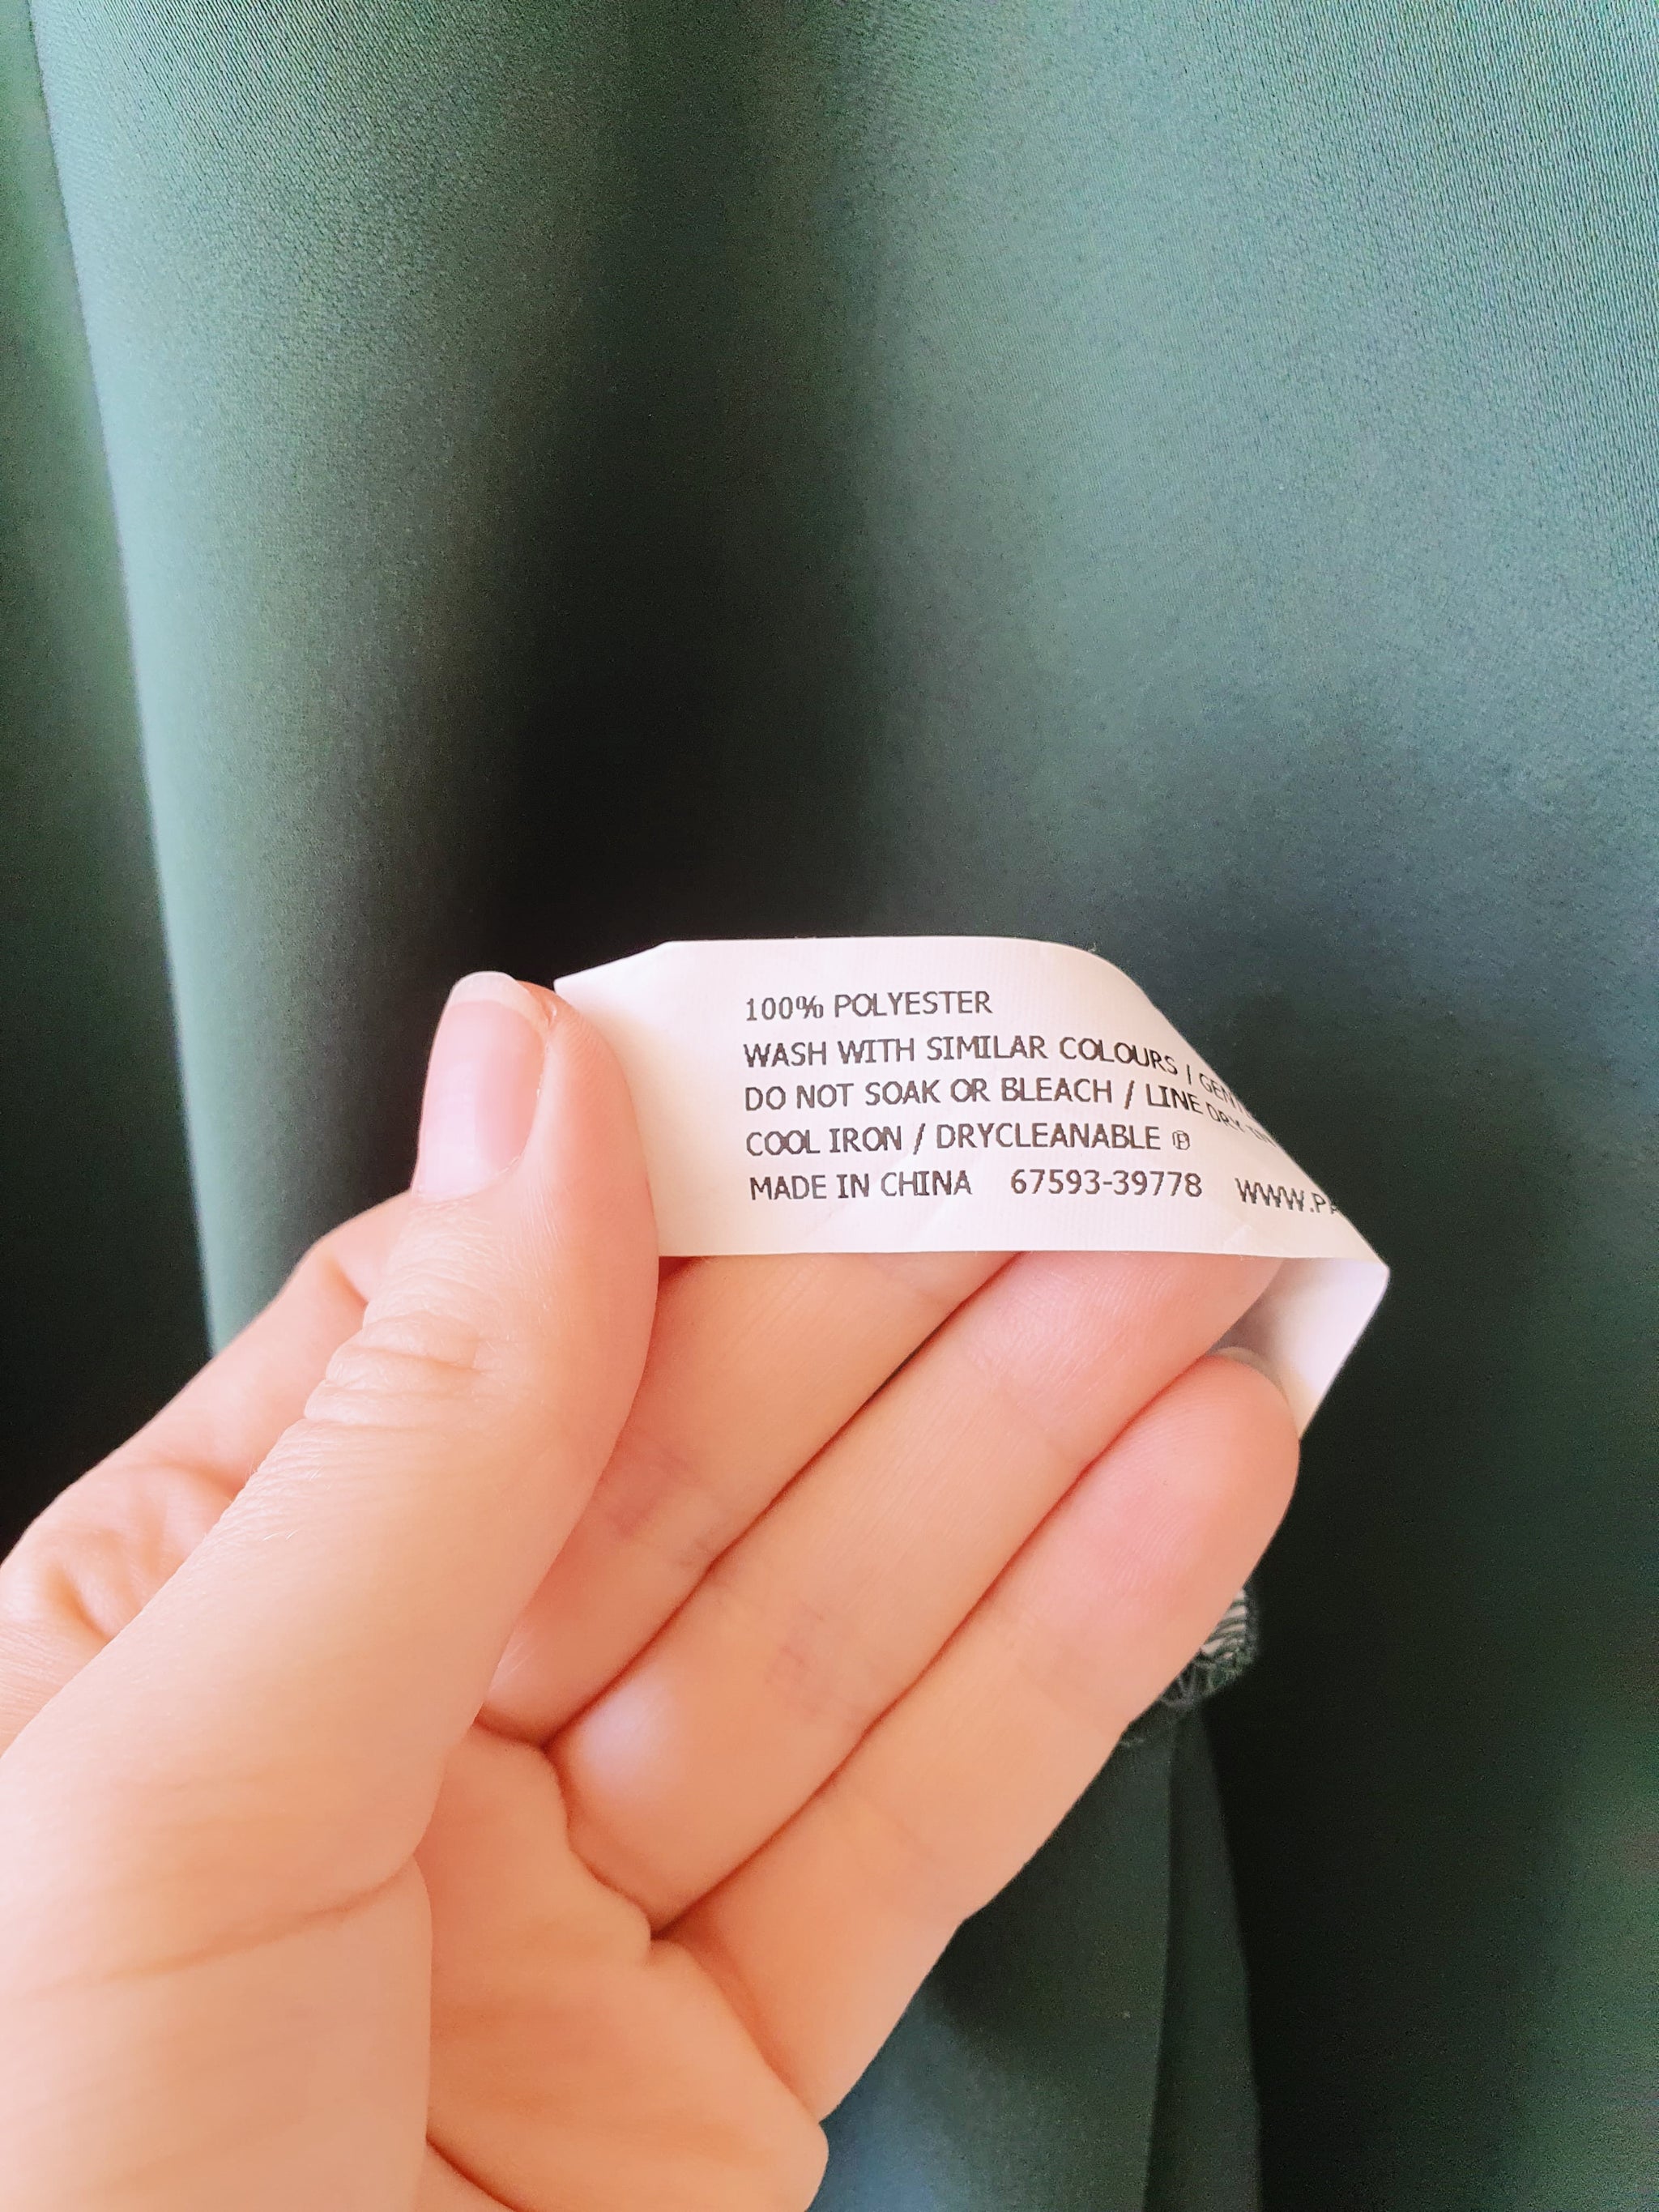 100% POLYESTER
WASH WITH SIMILAR COLOURS /
DO NOT SOAK OR BLEACH / LINE DRY
COOL IRON / DRYCLEANABLE Ⓟ
MADE IN CHINA 67593-39778